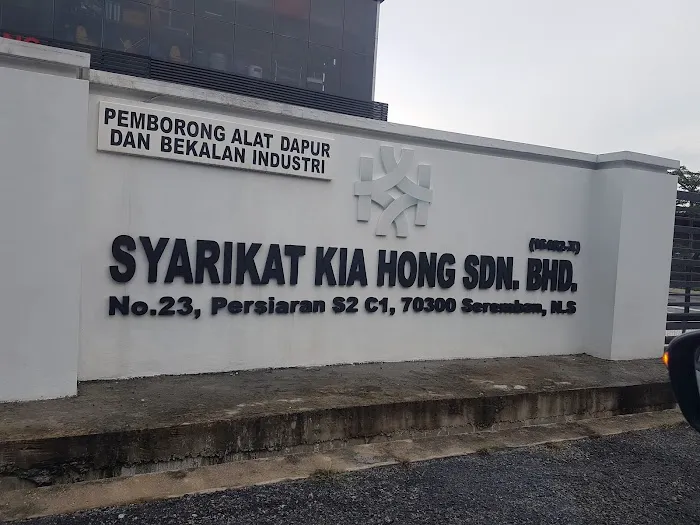 PEMBORONG ALAT DAPUR
DAN BEKALAN INDUSTRI
SYARIKAT KIA HONG SDN. BHD.
No.23, Persiaran S2 C1, 70300 Seremban, N.S